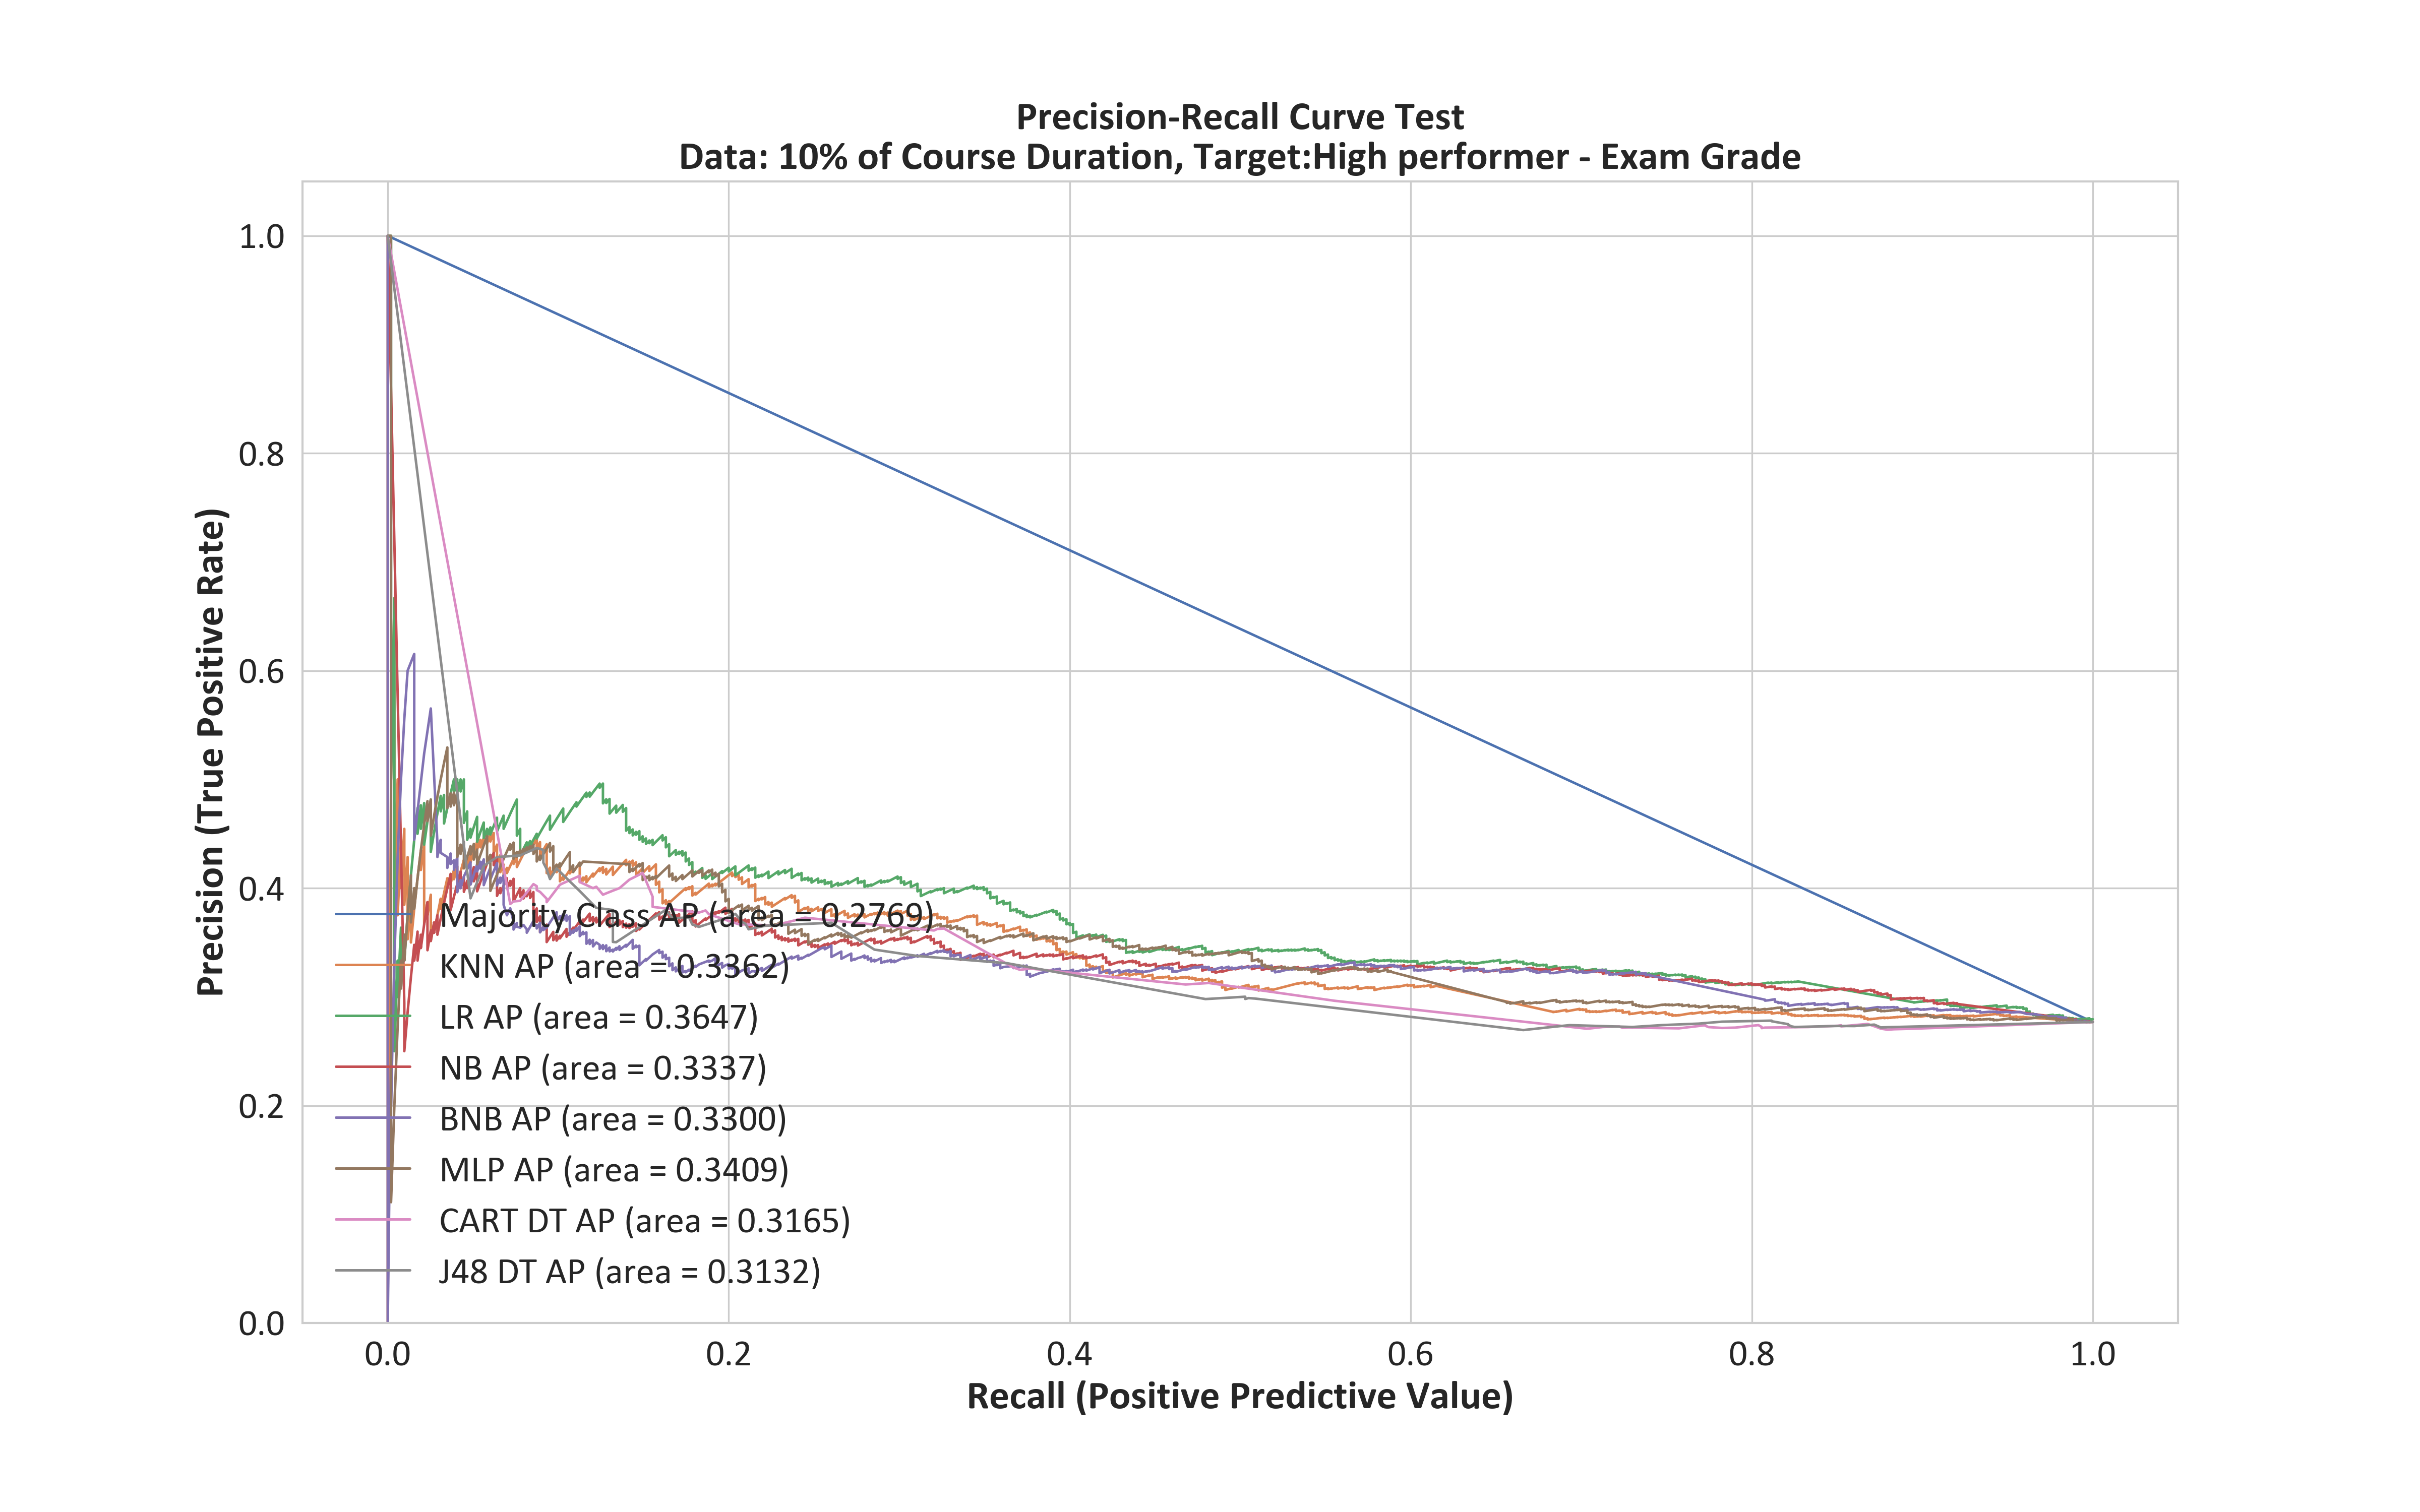 Precision-Recall Curve Test
Data: 10% of Course Duration, Target:High performer - Exam Grade
Precision (True Positive Rate)
1.0
0.8
0.6
0.4
0.2
0.0
Majority Class AP (area = 0.2769)
KNN AP (area = 0.3362)
LR AP (area = 0.3647)
NB AP (area = 0.3337)
BNB AP (area = 0.3300)
MLP AP (area = 0.3409)
CART DT AP (area = 0.3165)
J48 DT AP (area = 0.3132)
0.0 0.2 0.4 0.6 0.8 1.0
Recall (Positive Predictive Value)